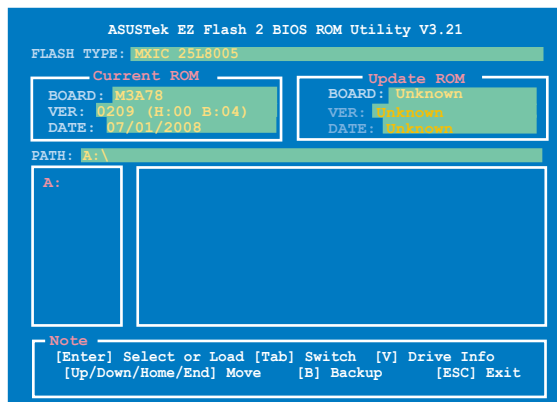 ASUSTek EZ Flash 2 BIOS ROM Utility V3.21
FLASH TYPE: MXIC 25L8005
Current ROM
BOARD: M3A78
VER: 0209 (H:00 B:04)
DATE: 07/01/2008
Update ROM
BOARD: Unknown
VER: Unknown
DATE: Unknown
PATH: A:\
A:
Note
[Enter] Select or Load [Tab] Switch [V] Drive Info
[Up/Down/Home/End] Move [B] Backup [ESC] Exit